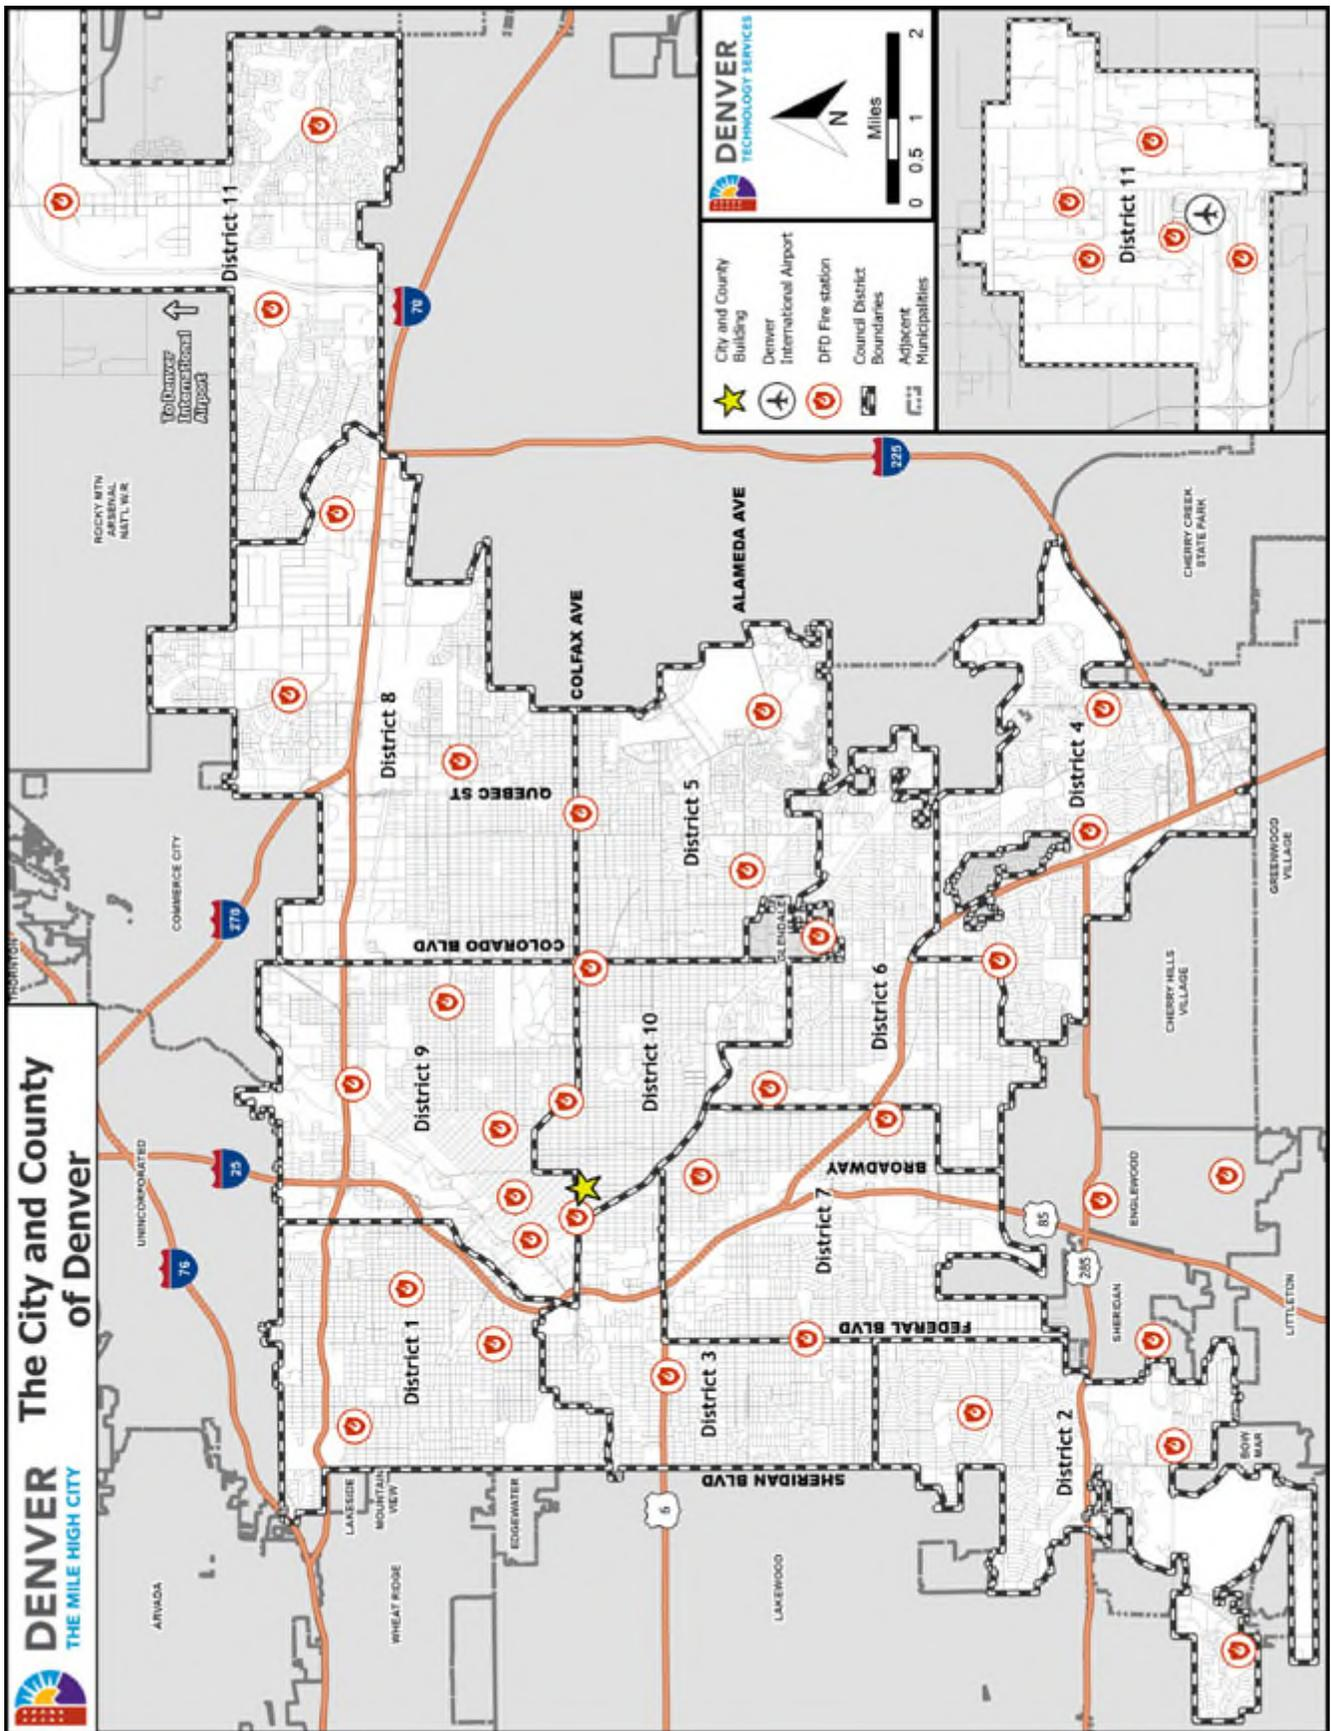 DENVER
THE MILE HIGH CITY
The City and County
of Denver
ARVADA
76
UNINCORPORATED
25
THORNTON
COMMERCE CITY
270
ROCKY MTN
ARSENAL
NAT'L W.R
To Denver
International
Airport
District 11
70
LAKESIDE
MOUNTAIN
VIEW
WHEAT RIDGE
EDGEWATER
District 1
District 9
COLORADO BLVD
District 8
QUEBEC ST
COLFAX AVE
6
LAKEWOOD
District 3
SHERIDAN BLVD
District 10
District 5
ALAMEDA AVE
GLENDALE
District 7
BROADWAY
FEDERAL BLVD
District 6
225
District 2
285
85
SHERIDAN
ENGLEWOOD
District 4
CHERRY HILLS
VILLAGE
CHERRY CREEK
STATE PARK
BOW
MAR
LITTLETON
GREENWOOD
VILLAGE
City and County
Building
Denver
International Airport
DFD Fire station
Council District
Boundaries
Adjacent
Municipalities
DENVER
TECHNOLOGY SERVICES
N
Miles
0 0.5 1 2
District 11